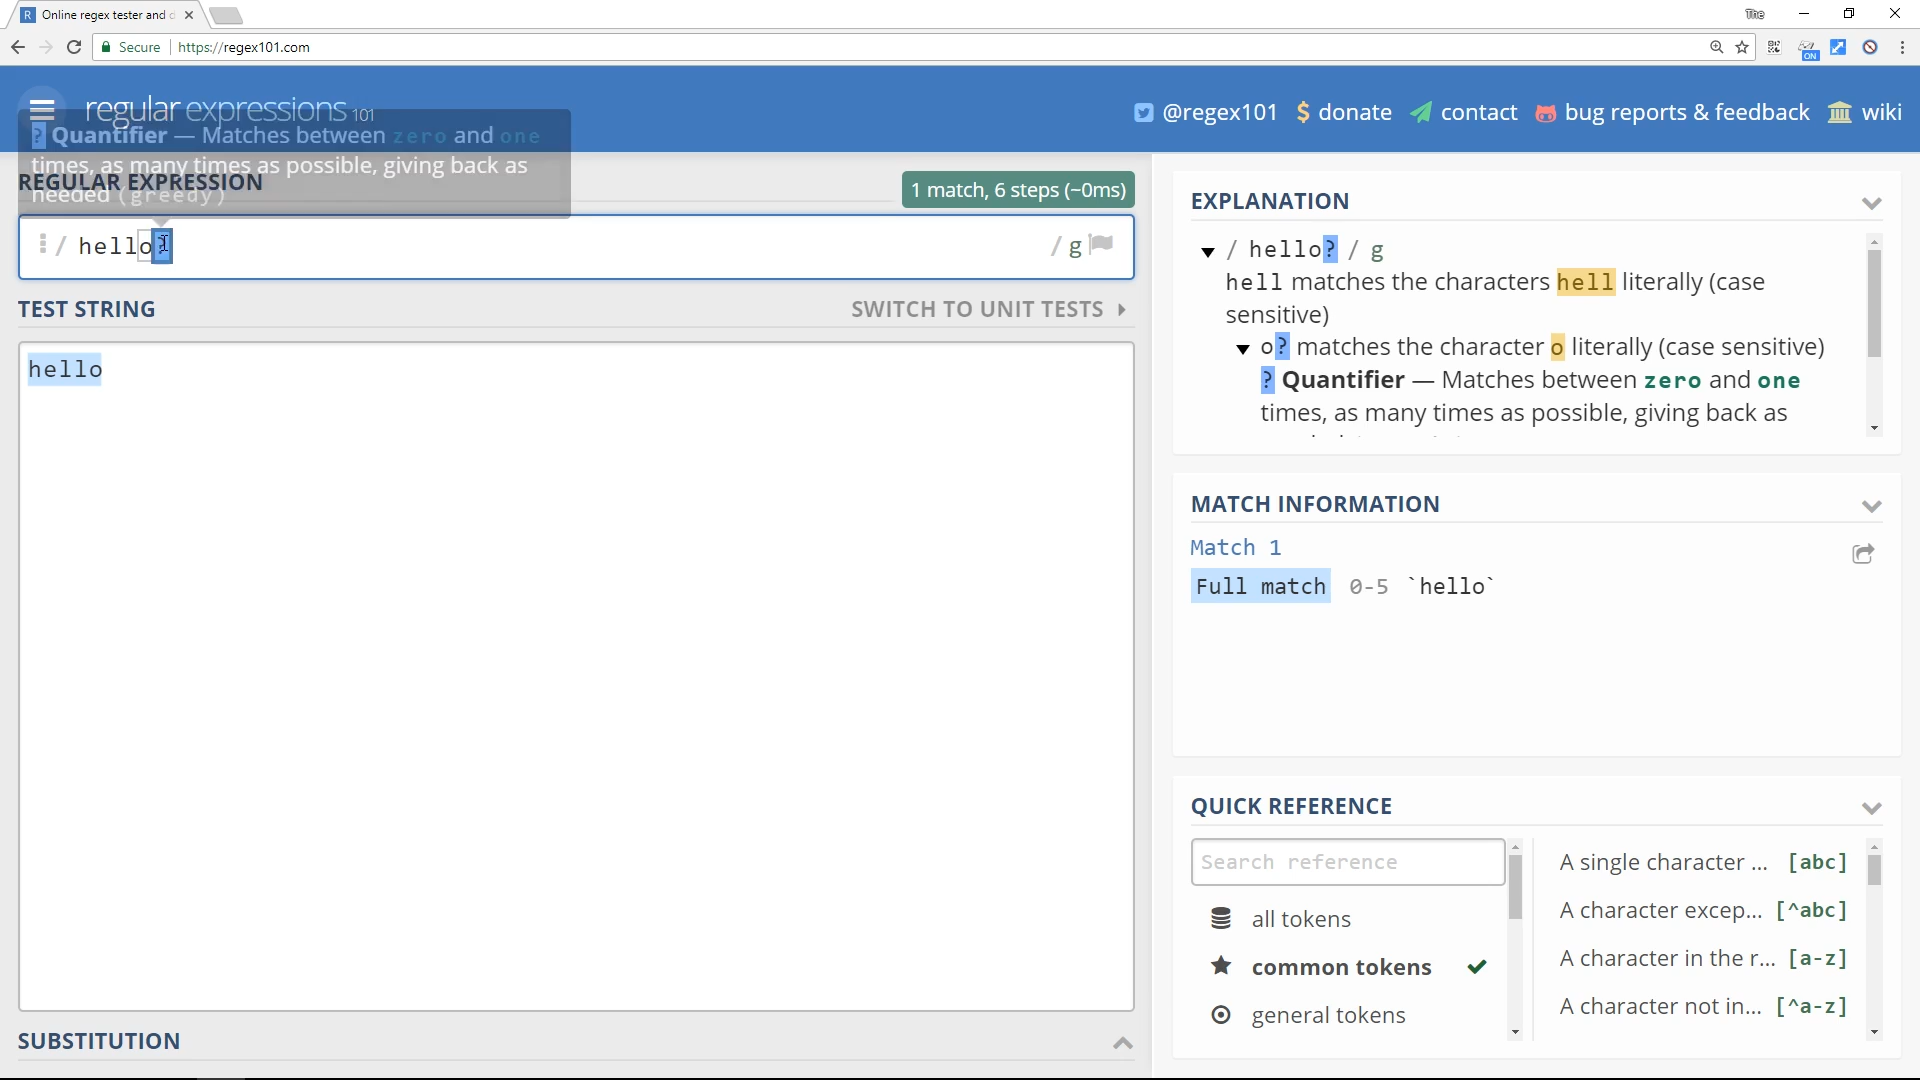 Online regex tester and d
The
Secure https://regex101.com
regular expressions 101
@regex101 donate contact bug reports & feedback wiki
? Quantifier — Matches between zero and one
times, as many times as possible, giving back as
needed (greedy)
REGULAR EXPRESSION
1 match, 6 steps (~0ms)
/ hello? / g
TEST STRING
SWITCH TO UNIT TESTS
hello
SUBSTITUTION
EXPLANATION
/ hello? / g
hell matches the characters hell literally (case
sensitive)
o? matches the character o literally (case sensitive)
? Quantifier — Matches between zero and one
times, as many times as possible, giving back as
MATCH INFORMATION
Match 1
Full match 0-5 `hello`
QUICK REFERENCE
Search reference
all tokens
common tokens
general tokens
A single character ... [abc]
A character excep... [^abc]
A character in the r... [a-z]
A character not in... [^a-z]